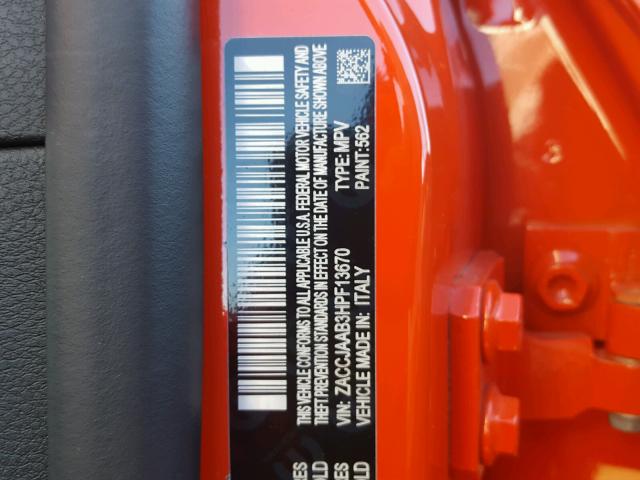 THIS VEHICLE CONFORMS TO ALL APPLICABLE U.S.A. FEDERAL MOTOR VEHICLE SAFETY AND
THEFT PREVENTION STANDARDS IN EFFECT ON THE DATE OF MANUFACTURE SHOWN ABOVE
VIN: ZACCJAAB3HPF13670 TYPE: MPV
VEHICLE MADE IN: ITALY PAINT:562